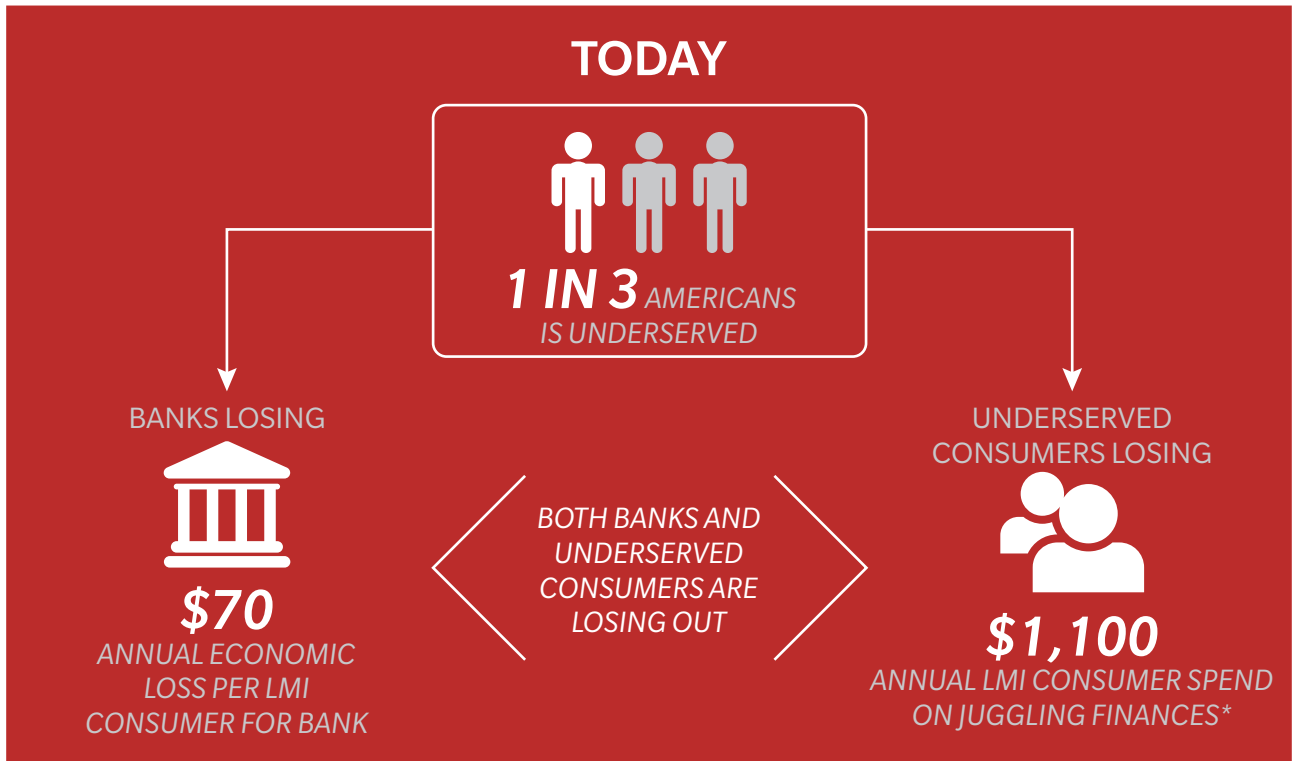 TODAY
1 IN 3 AMERICANS
IS UNDERSERVED
BANKS LOSING
$70
ANNUAL ECONOMIC
LOSS PER LMI
CONSUMER FOR BANK
BOTH BANKS AND
UNDERSERVED
CONSUMERS ARE
LOSING OUT
UNDERSERVED
CONSUMERS LOSING
$1,100
ANNUAL LMI CONSUMER SPEND
ON JUGGLING FINANCES*